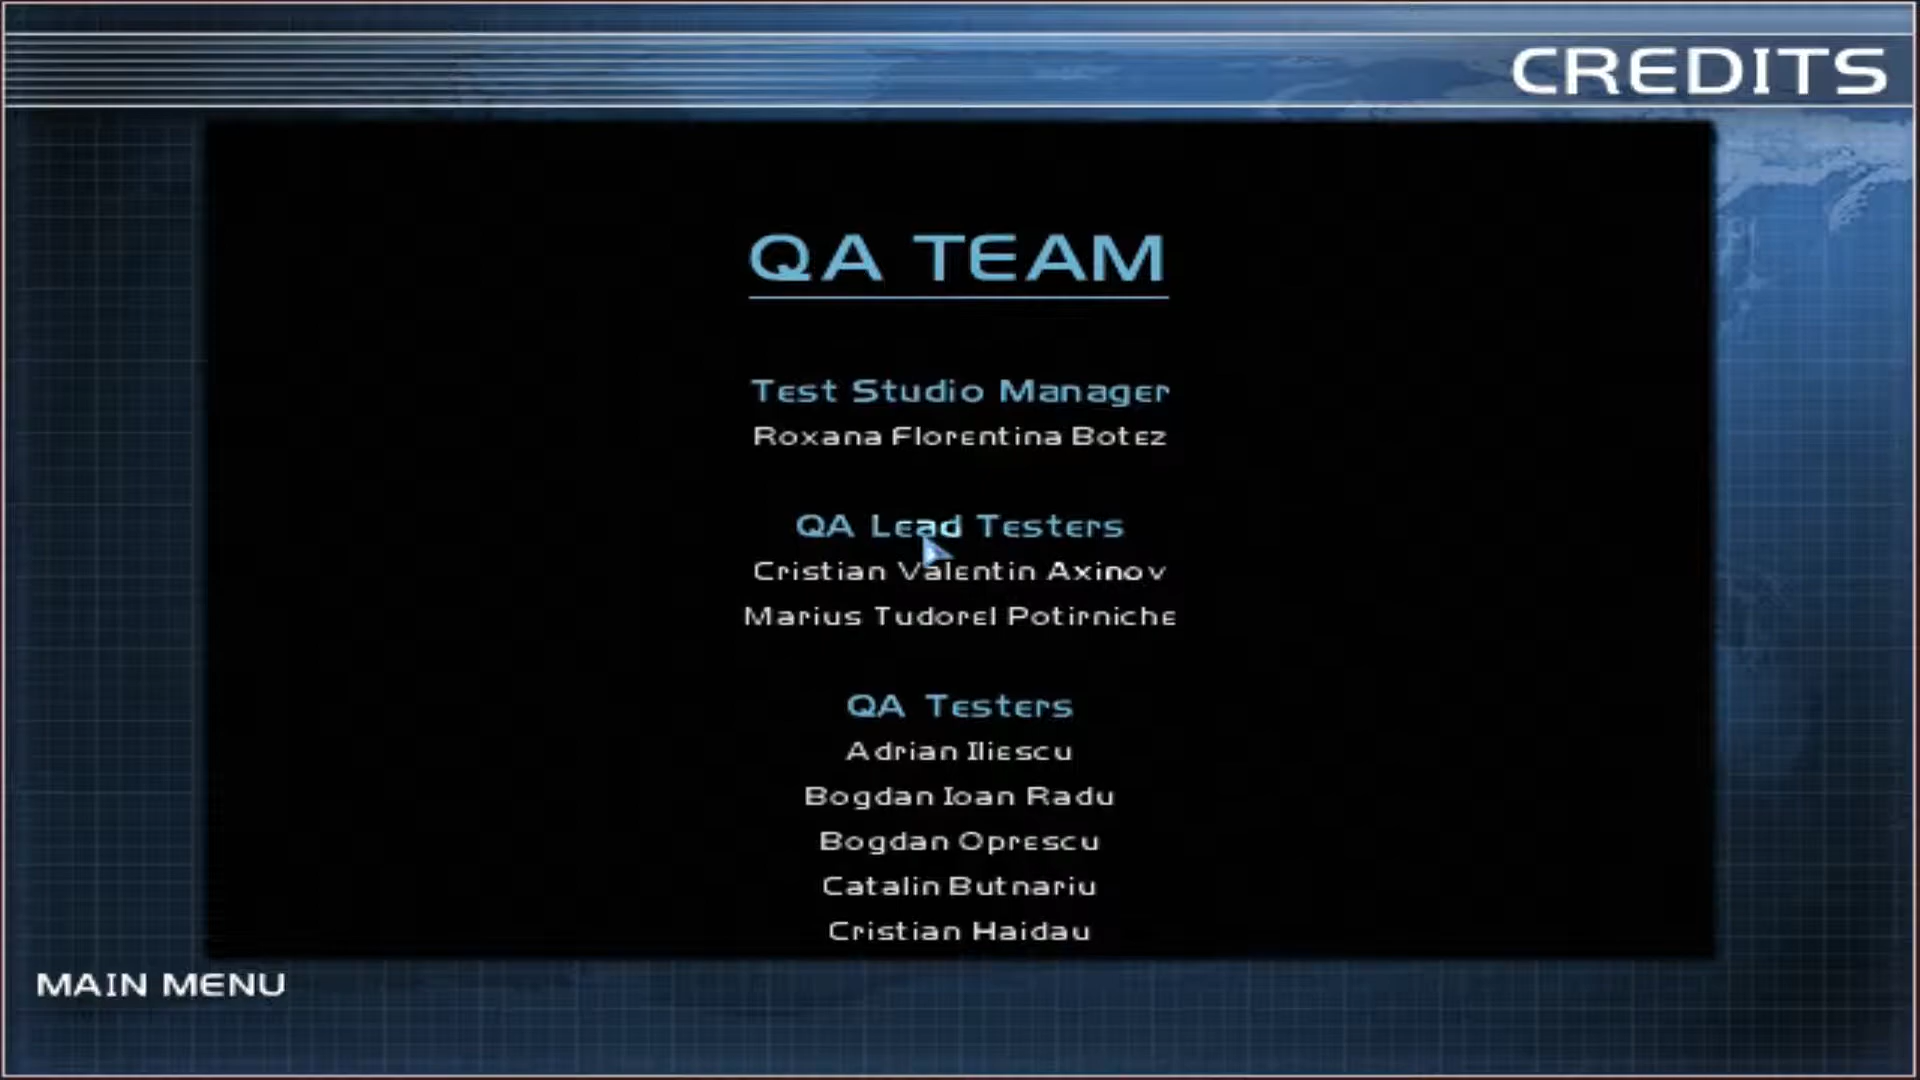 CREDITS
QA TEAM
Test Studio Manager
Roxana Florentina Botez
QA Lead Testers
Cristian Valentin Axinov
Marius Tudorel Potirniche
QA Testers
Adrian Iliescu
Bogdan Ioan Radu
Bogdan Oprescu
Catalin Butnariu
Cristian Haidau
MAIN MENU